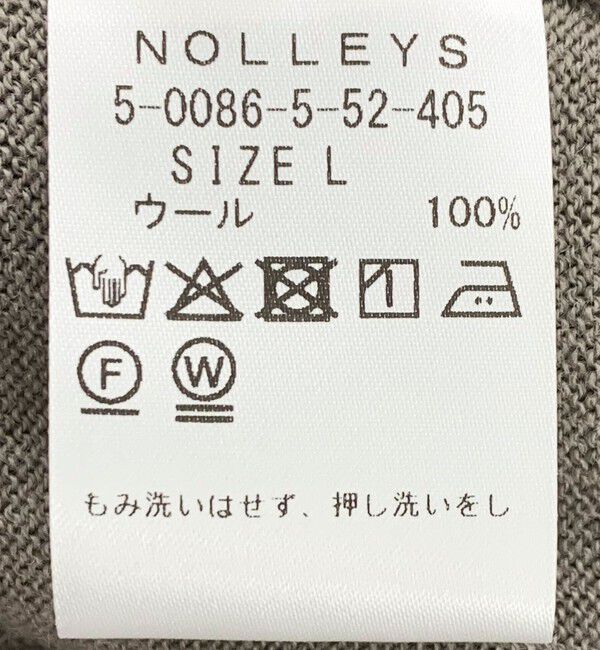 NOLLEYS
5-0086-5-52-405
SIZE L
ウール 100%
F W
もみ洗いはせず、押し洗いをし